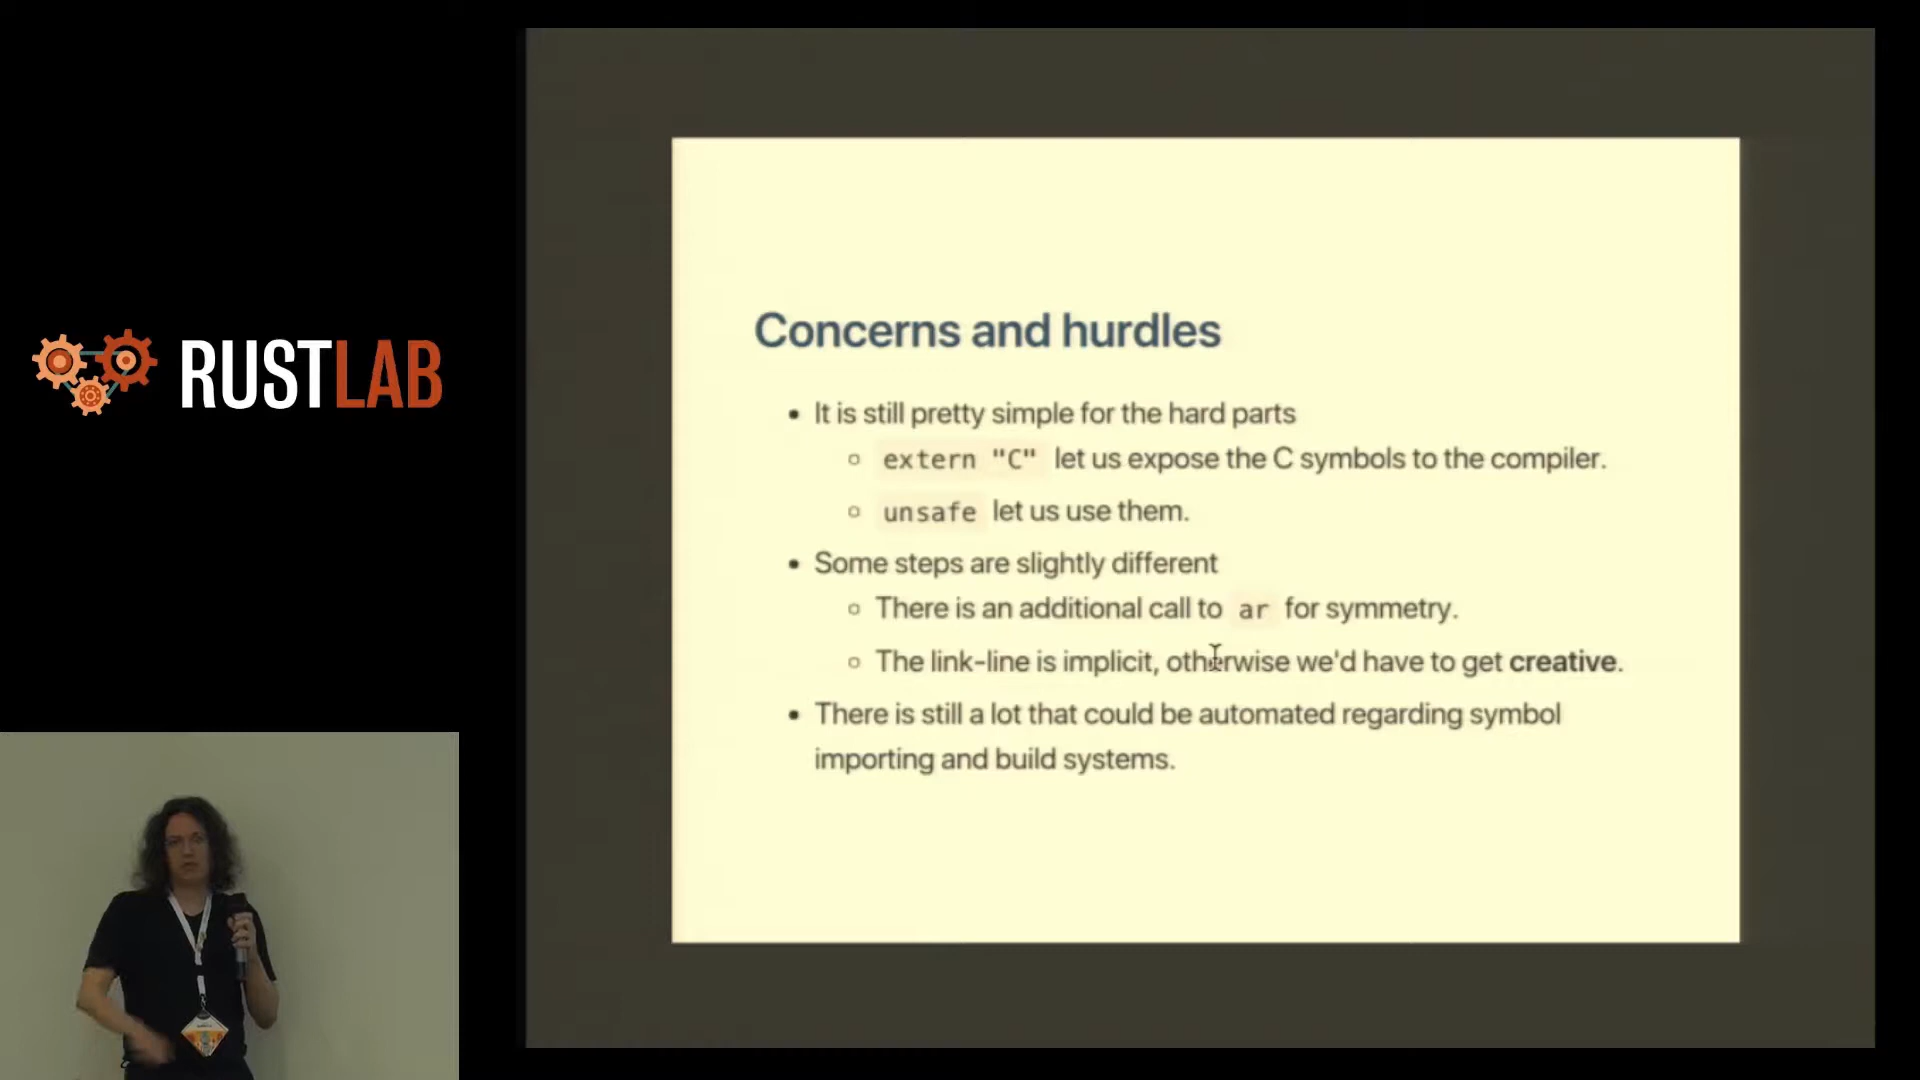 RUSTLAB
Concerns and hurdles
• It is still pretty simple for the hard parts
○ extern "C" let us expose the C symbols to the compiler.
○ unsafe let us use them.
• Some steps are slightly different
○ There is an additional call to ar for symmetry.
○ The link-line is implicit, otherwise we'd have to get creative.
• There is still a lot that could be automated regarding symbol
importing and build systems.